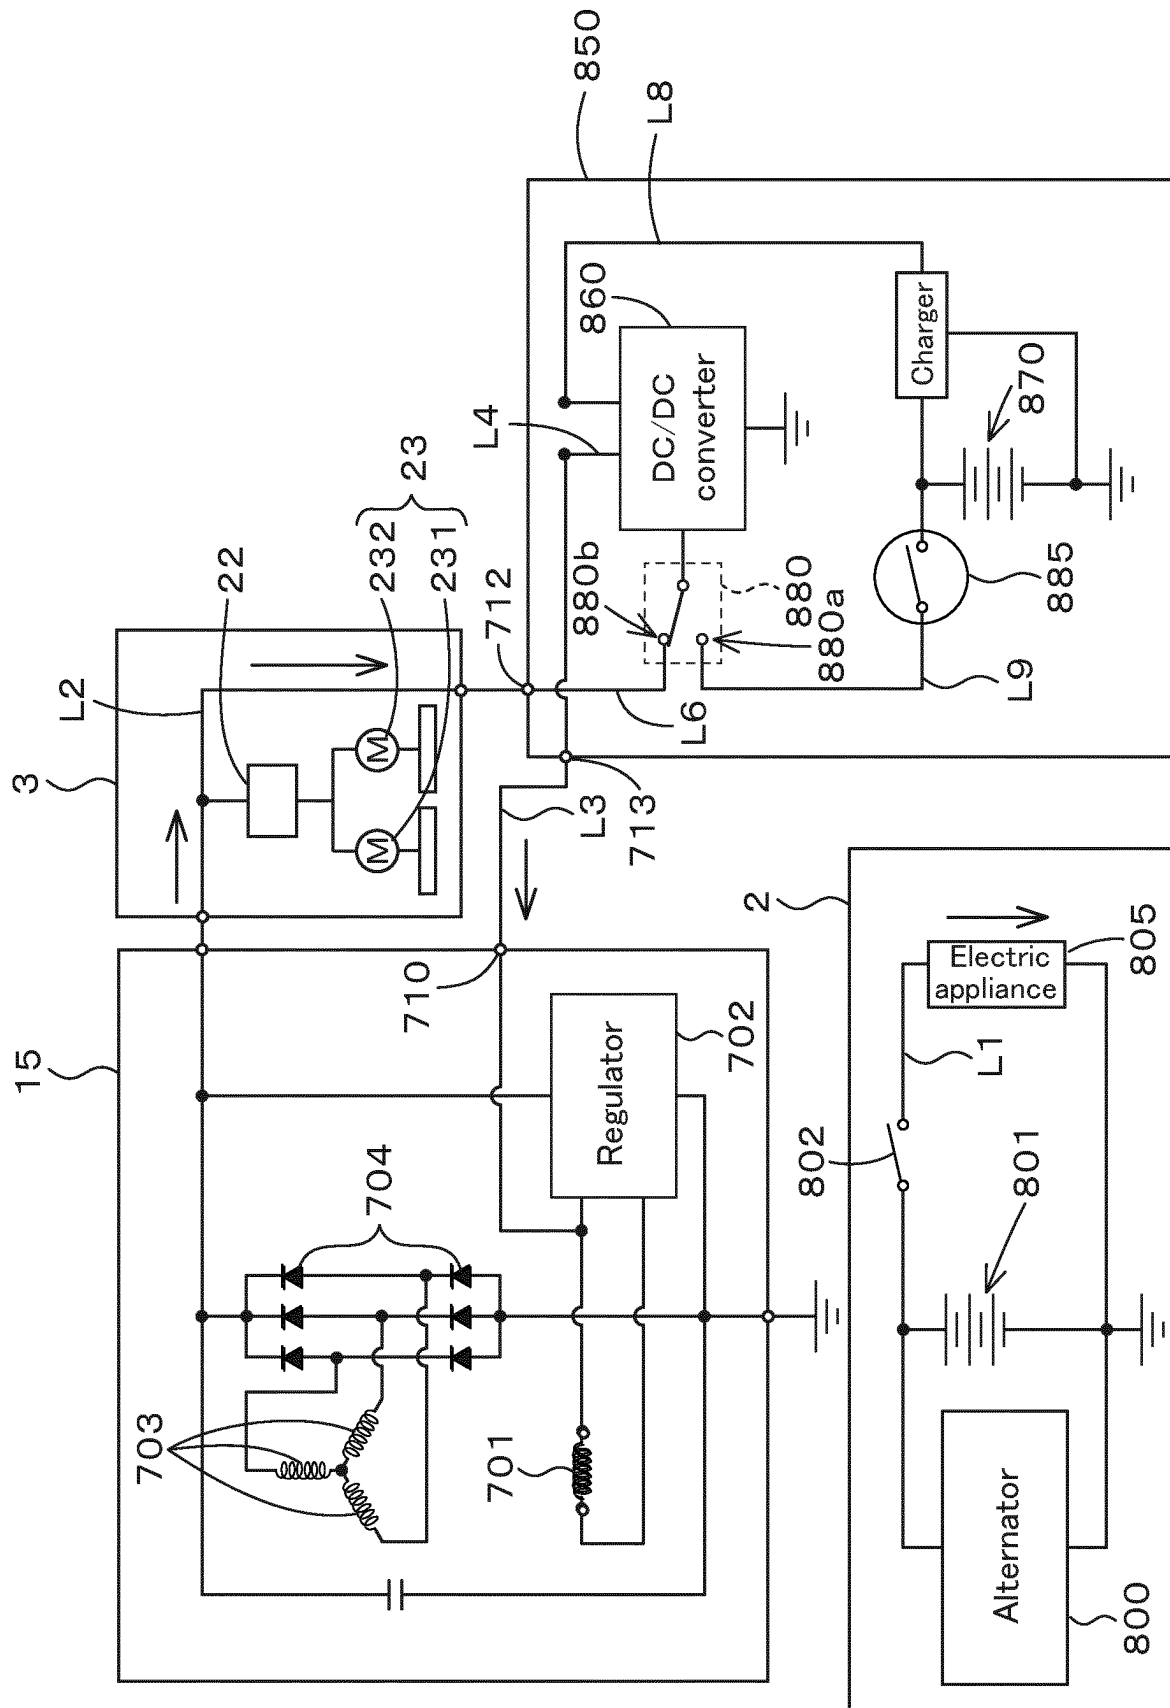 15
3
L2
22
23
232
231
703
704
Regulator
702
701
710
L3
713
712
L4
L6
880b
880
880a
860
DC/DC
converter
L8
850
Charger
870
885
L9
2
Alternator
800
801
802
L1
Electric
appliance
805
M
M